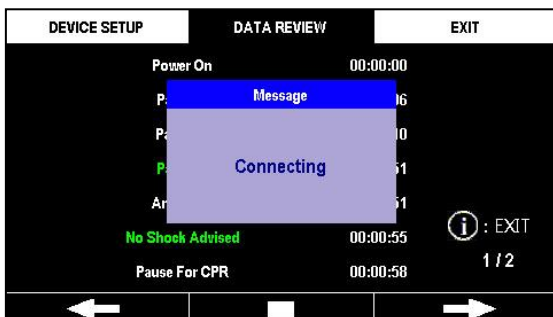 DEVICE SETUP DATA REVIEW EXIT
Power On 00:00:00
Message
Connecting
No Shock Advised 00:00:55
Pause For CPR 00:00:58
i : EXIT
1 / 2